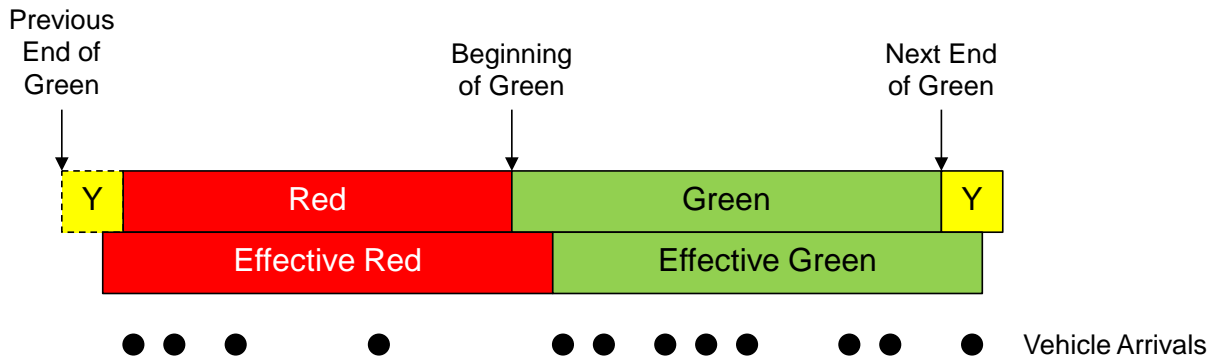 Previous
End of
Green
Beginning
of Green
Next End
of Green
Y
Red
Green
Y
Effective Red
Effective Green
Vehicle Arrivals